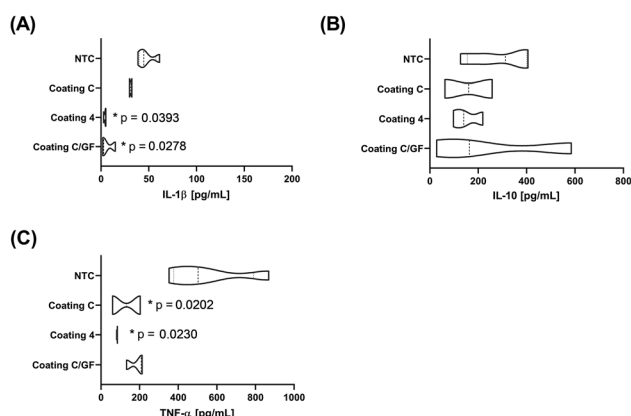 (A)
NTC
Coating C
Coating 4
* p = 0.0393
Coating C/GF
* p = 0.0278
0 50 100 150 200
IL-1β [pg/mL]
(B)
NTC
Coating C
Coating 4
Coating C/GF
0 200 400 600 800
IL-10 [pg/mL]
(C)
NTC
Coating C
* p = 0.0202
Coating 4
* p = 0.0230
Coating C/GF
0 200 400 600 800 1000
TNF-α [pg/mL]